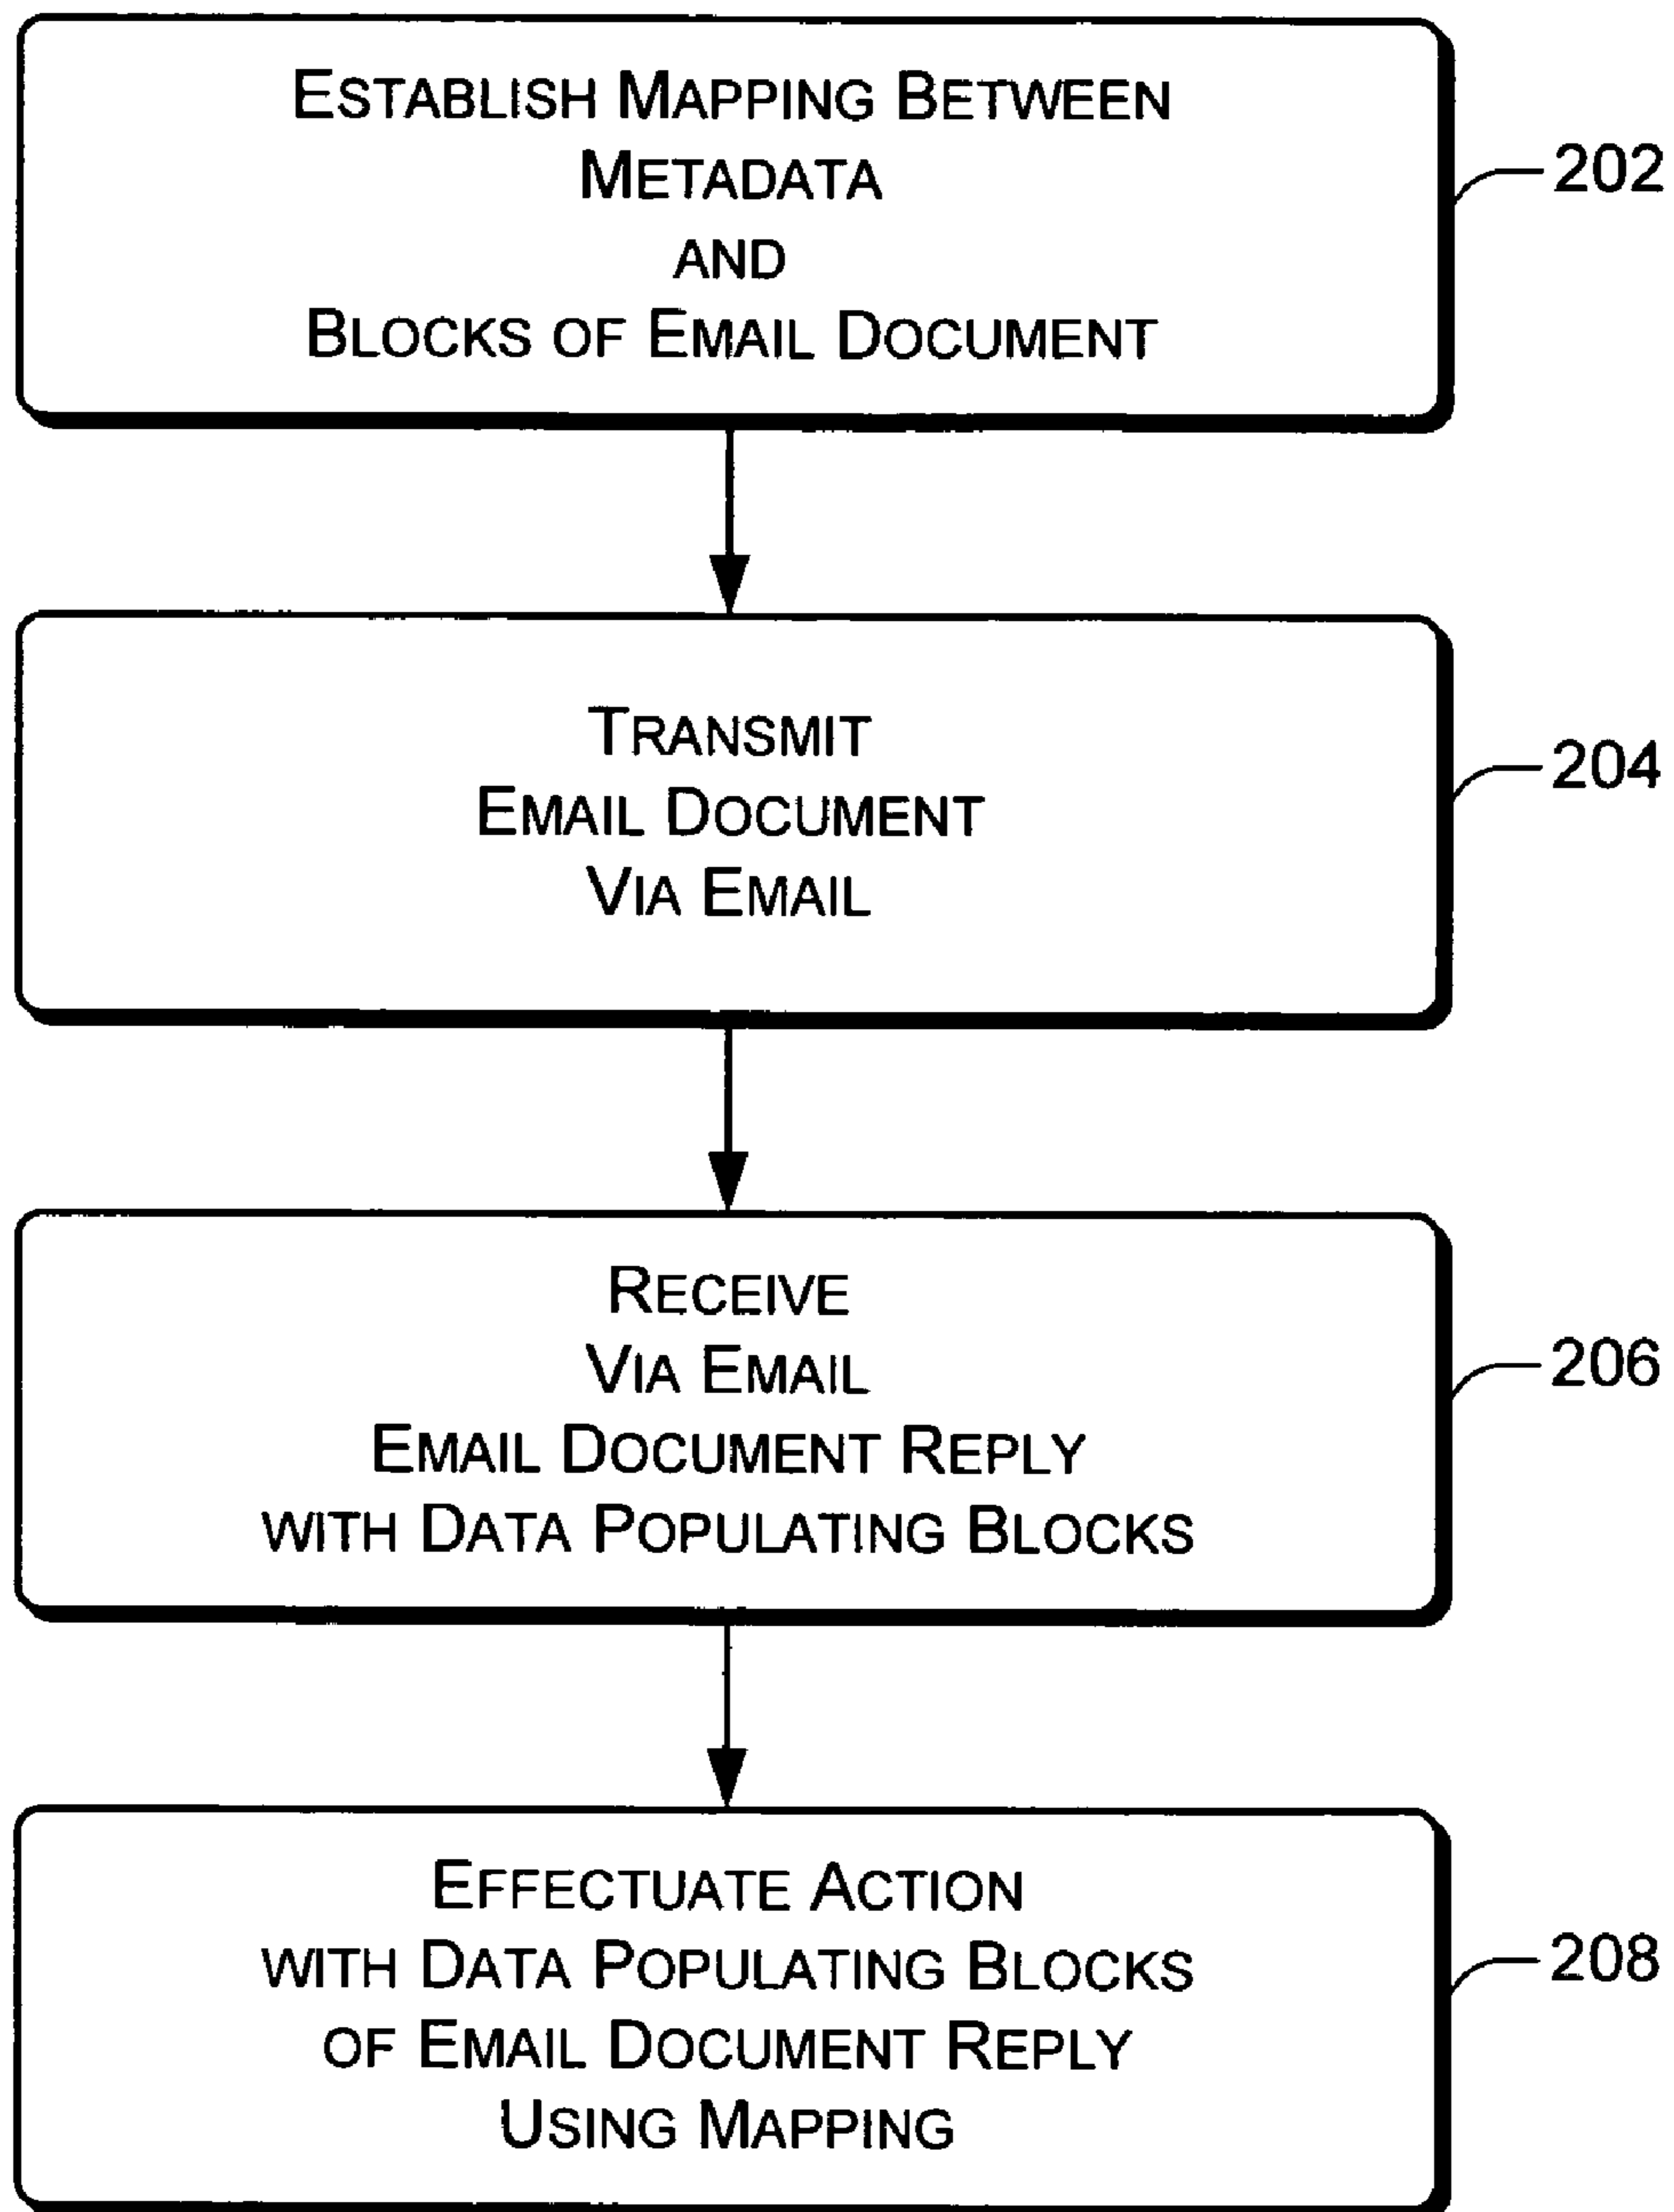 ESTABLISH MAPPING BETWEEN
METADATA
AND
BLOCKS OF EMAIL DOCUMENT
202
TRANSMIT
EMAIL DOCUMENT
VIA EMAIL
204
RECEIVE
VIA EMAIL
EMAIL DOCUMENT REPLY
WITH DATA POPULATING BLOCKS
206
EFFECTUATE ACTION
WITH DATA POPULATING BLOCKS
OF EMAIL DOCUMENT REPLY
USING MAPPING
208